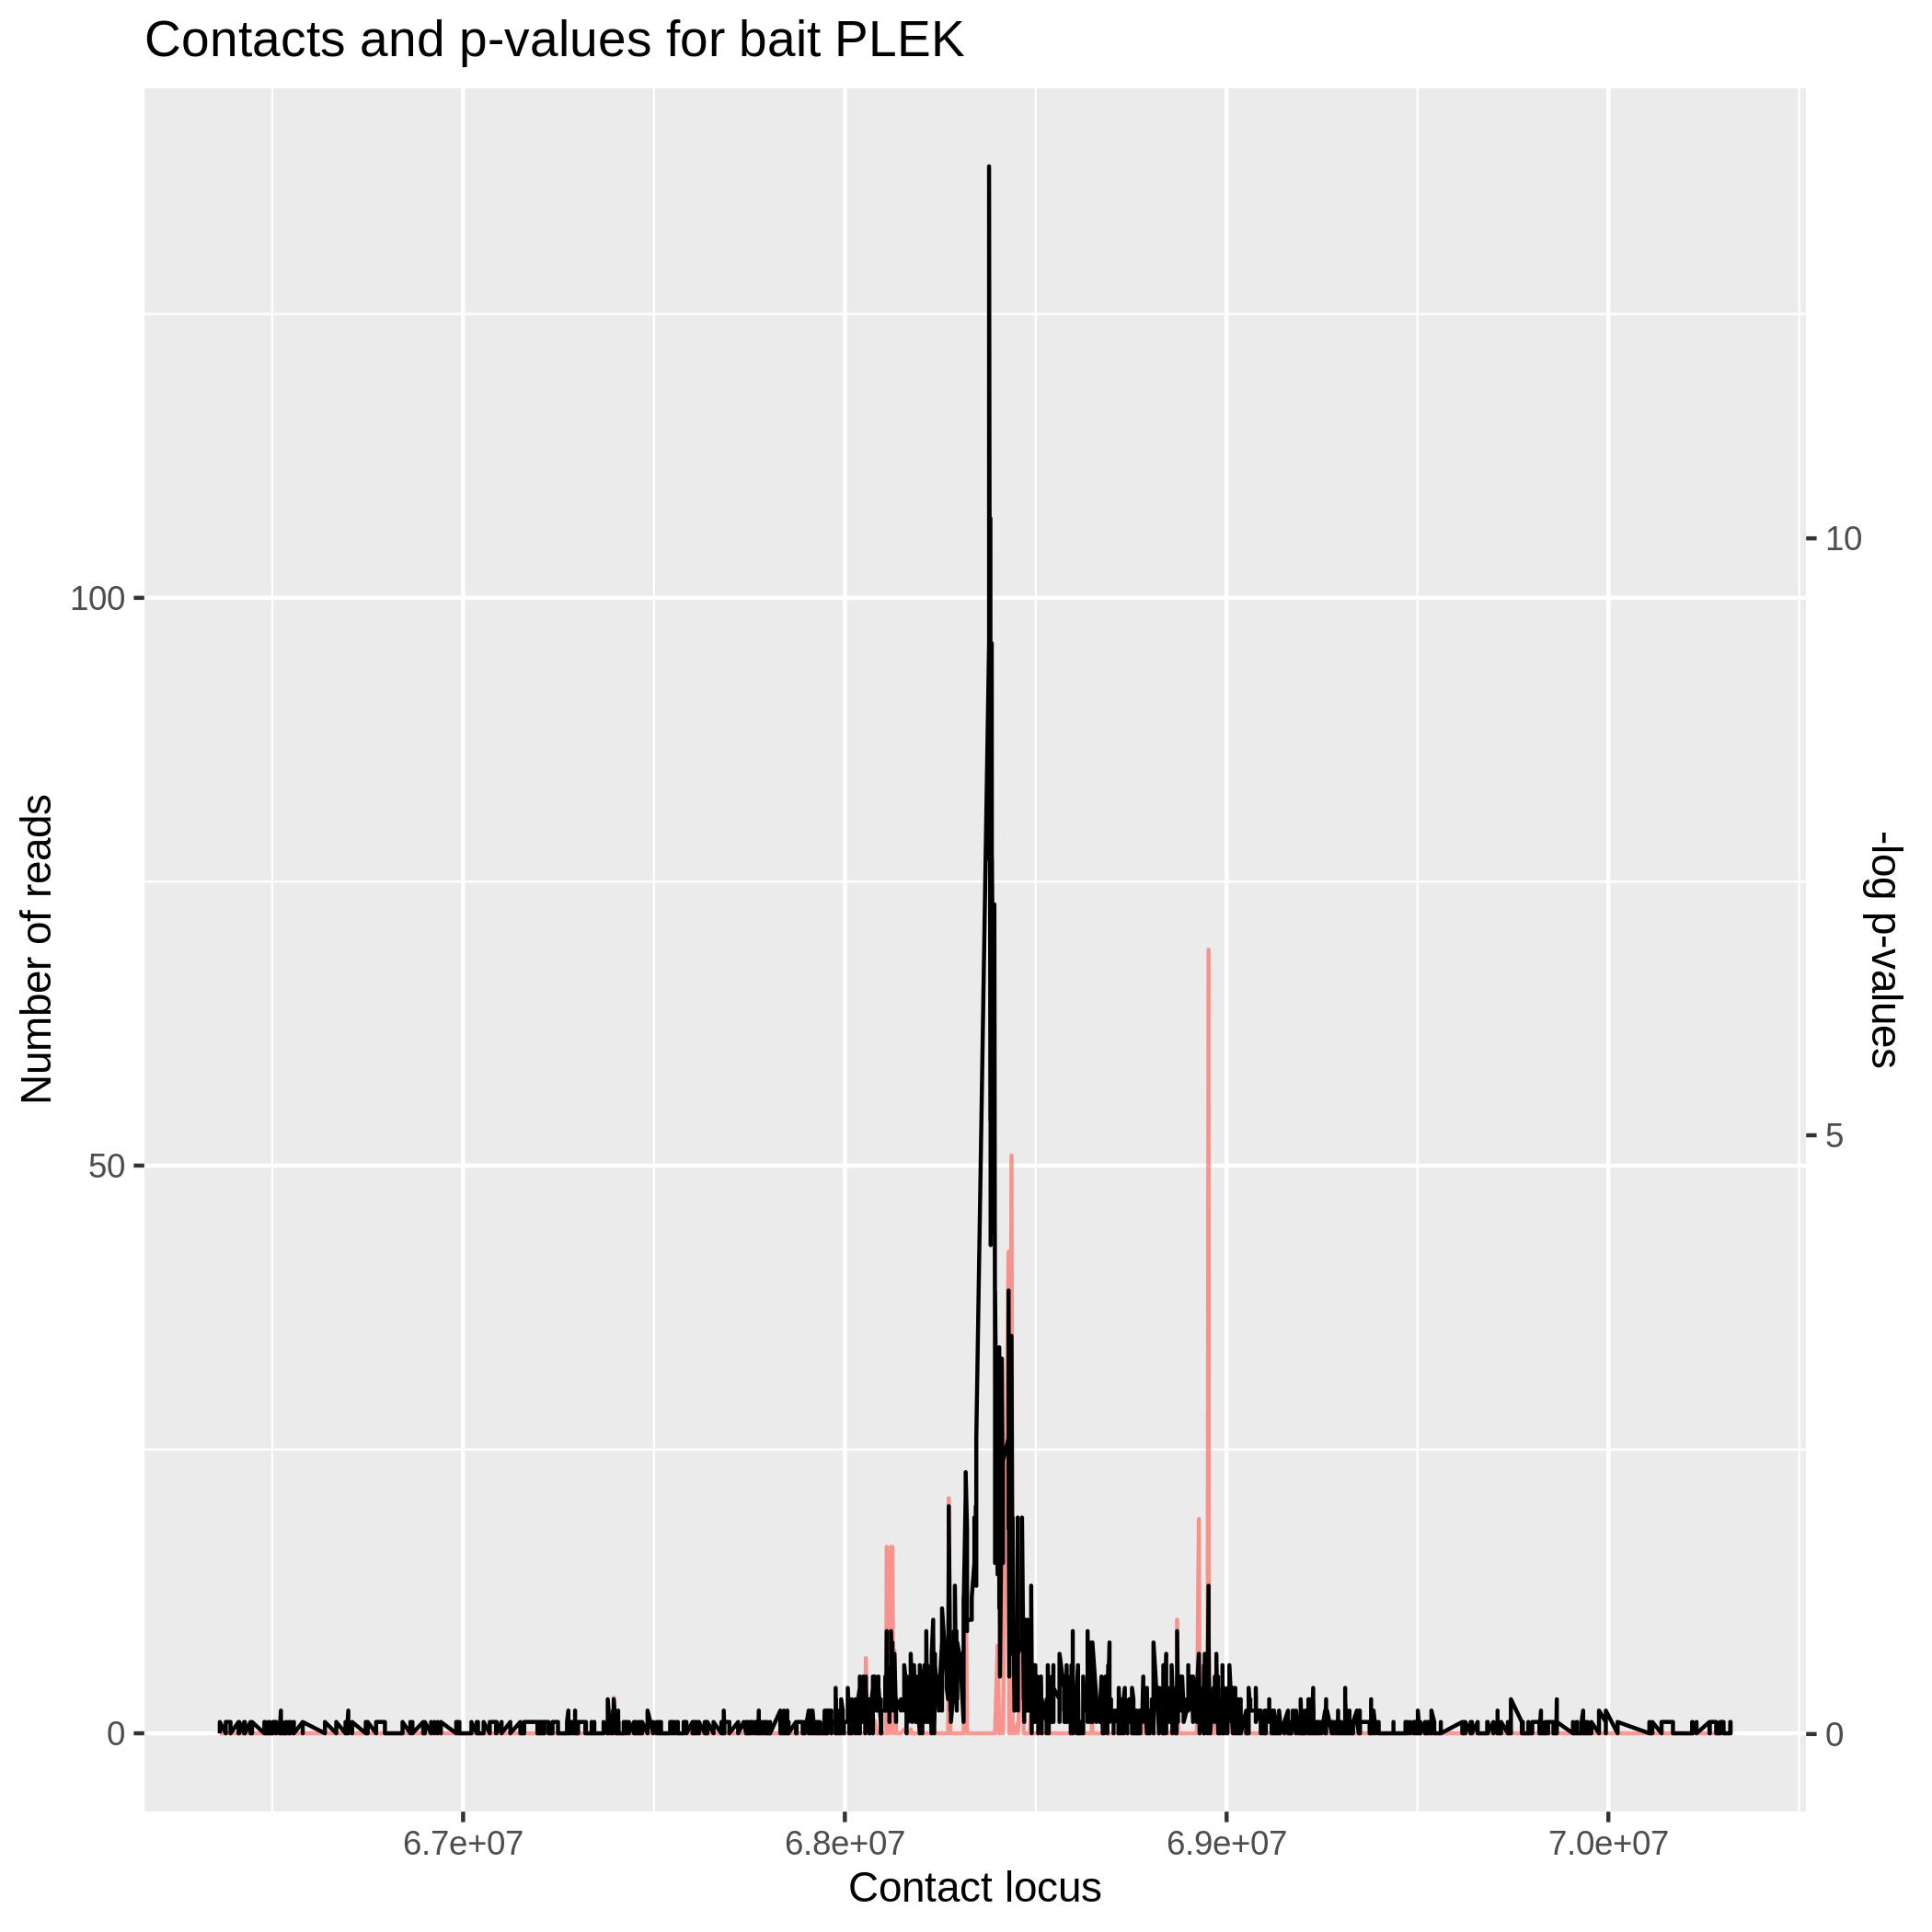 Contacts and p-values for bait PLEK
Number of reads
100
50
0
10
5
0
-log p-values
6.7e+07
6.8e+07
6.9e+07
7.0e+07
Contact locus